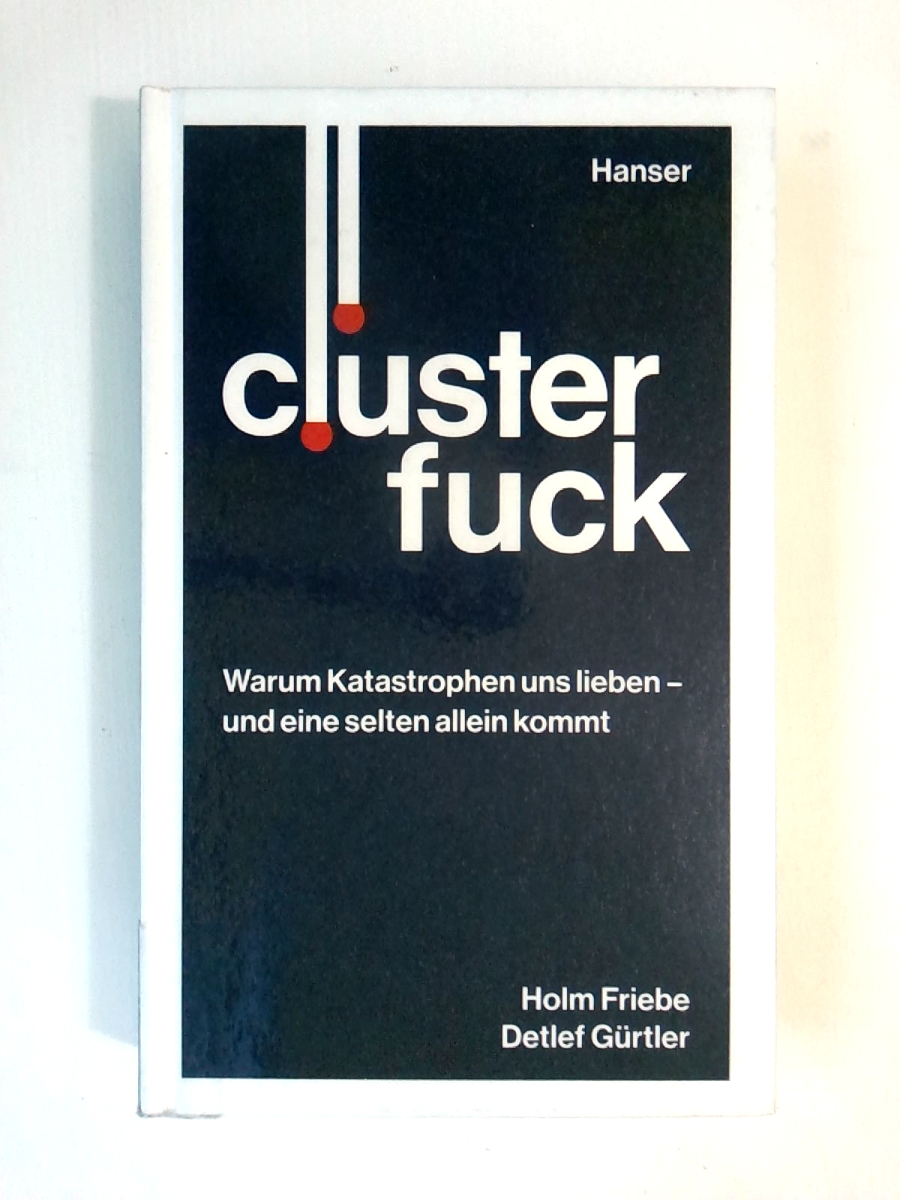 Hanser
cluster
fuck
Warum Katastrophen uns lieben –
und eine selten allein kommt
Holm Friebe
Detlef Gürtler